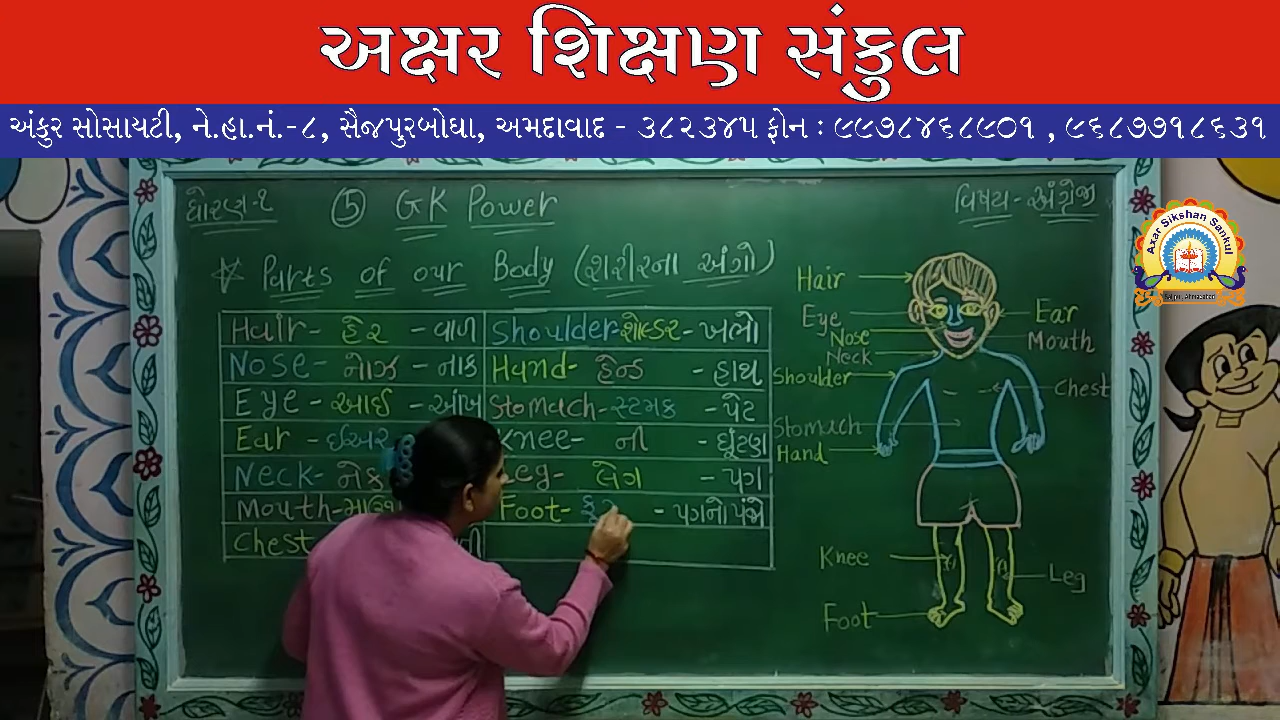 અક્ષર શિક્ષણ સંકુલ
અંકુર સોસાયટી, ને.હા.નં.-૮, સૈજપુરબોઘા, અમદાવાદ - ૩૮૨૩૪૫ ફોન : ૯૯૭૮૪૬૮૯૦૧ , ૯૬૮૭૭૧૮૬૩૧
ધોરણ-૧ ⑤ GK Power વિષય-અંગ્રેજી
Axar Sikshan Sankul
Parts of our Body (શરીરના અંગો)
Hair- હેર - વાળ Shoulder-શોલ્ડર-ખભો
Nose- નોઝ - નાક Hand- હેન્ડ - હાથ
Eye - આઈ - આંખ Stomach-સ્ટમક - પેટ
Ear - ઈઅર Knee- ની - ઘૂંટણ
Neck- નેક Leg- લેગ - પગ
Mouth- Foot- - પગનો પંજો
Chest
Hair
Eye
Nose
Neck
Shoulder
Stomach
Hand
Knee
Foot
Ear
Mouth
Chest
Leg